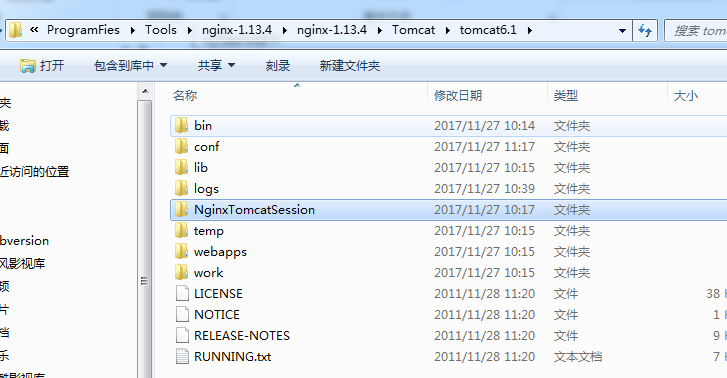 ProgramFies ▸ Tools ▸ nginx-1.13.4 ▸ nginx-1.13.4 ▸ Tomcat ▸ tomcat6.1 ▸ 搜索 tom
打开 包含到库中 共享 刻录 新建文件夹
名称 修改日期 类型 大小
夹
载
面
近访问的位置
bversion
风影视库
频
片
档
乐
bin 2017/11/27 10:14 文件夹
conf 2017/11/27 11:17 文件夹
lib 2017/11/27 10:15 文件夹
logs 2017/11/27 10:39 文件夹
NginxTomcatSession 2017/11/27 10:17 文件夹
temp 2017/11/27 10:15 文件夹
webapps 2017/11/27 10:15 文件夹
work 2017/11/27 10:15 文件夹
LICENSE 2011/11/28 11:20 文件 38 K
NOTICE 2011/11/28 11:20 文件 1 K
RELEASE-NOTES 2011/11/28 11:20 文件 9 K
RUNNING.txt 2011/11/28 11:20 文本文档 7 K